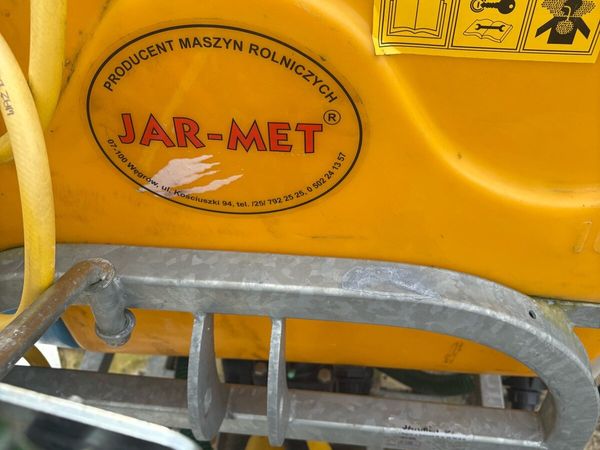 PRODUCENT MASZYN ROLNICZYCH
JAR-MET®
07-100 Węgrów, ul. Kościuszki 94, tel. /25/ 792 25 25, 0 502 24 13 57